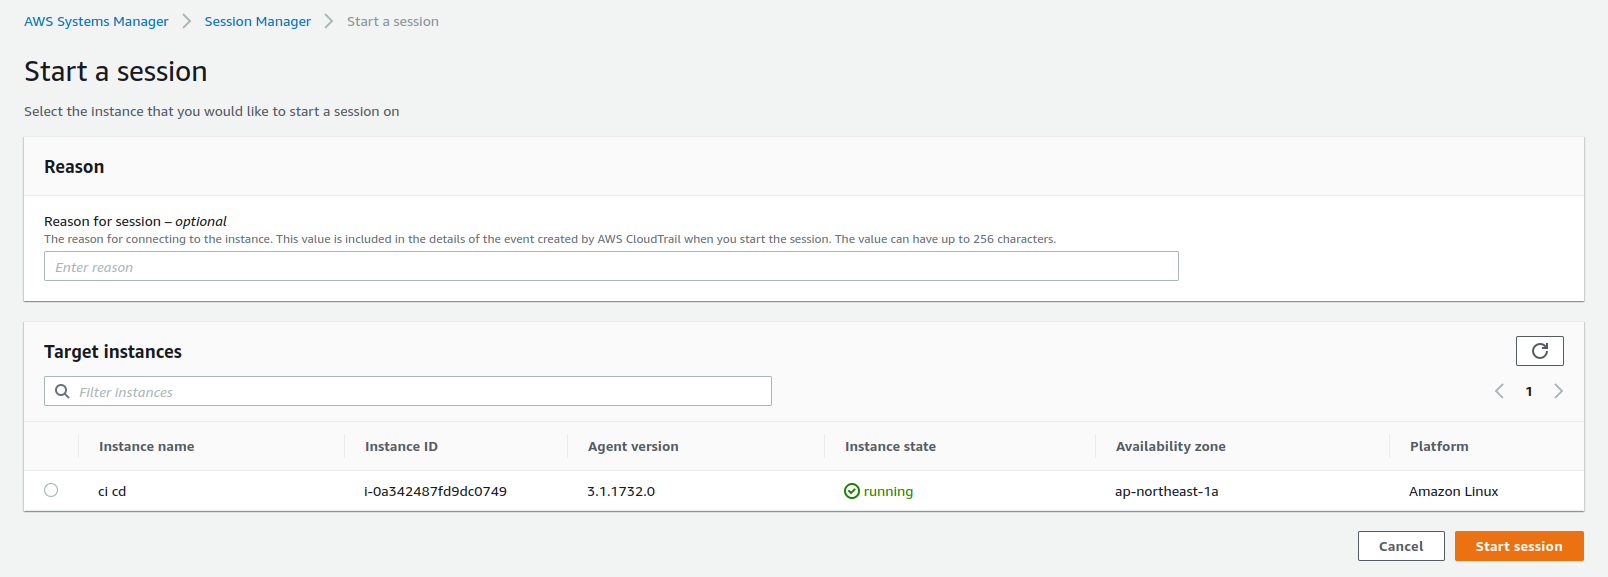 AWS Systems Manager > Session Manager > Start a session
Start a session
Select the instance that you would like to start a session on
Reason
Reason for session – optional
The reason for connecting to the instance. This value is included in the details of the event created by AWS CloudTrail when you start the session. The value can have up to 256 characters.
Enter reason
Target instances
Filter instances
1
Instance name Instance ID Agent version Instance state Availability zone Platform
ci cd i-0a342487fd9dc0749 3.1.1732.0 running ap-northeast-1a Amazon Linux
Cancel Start session